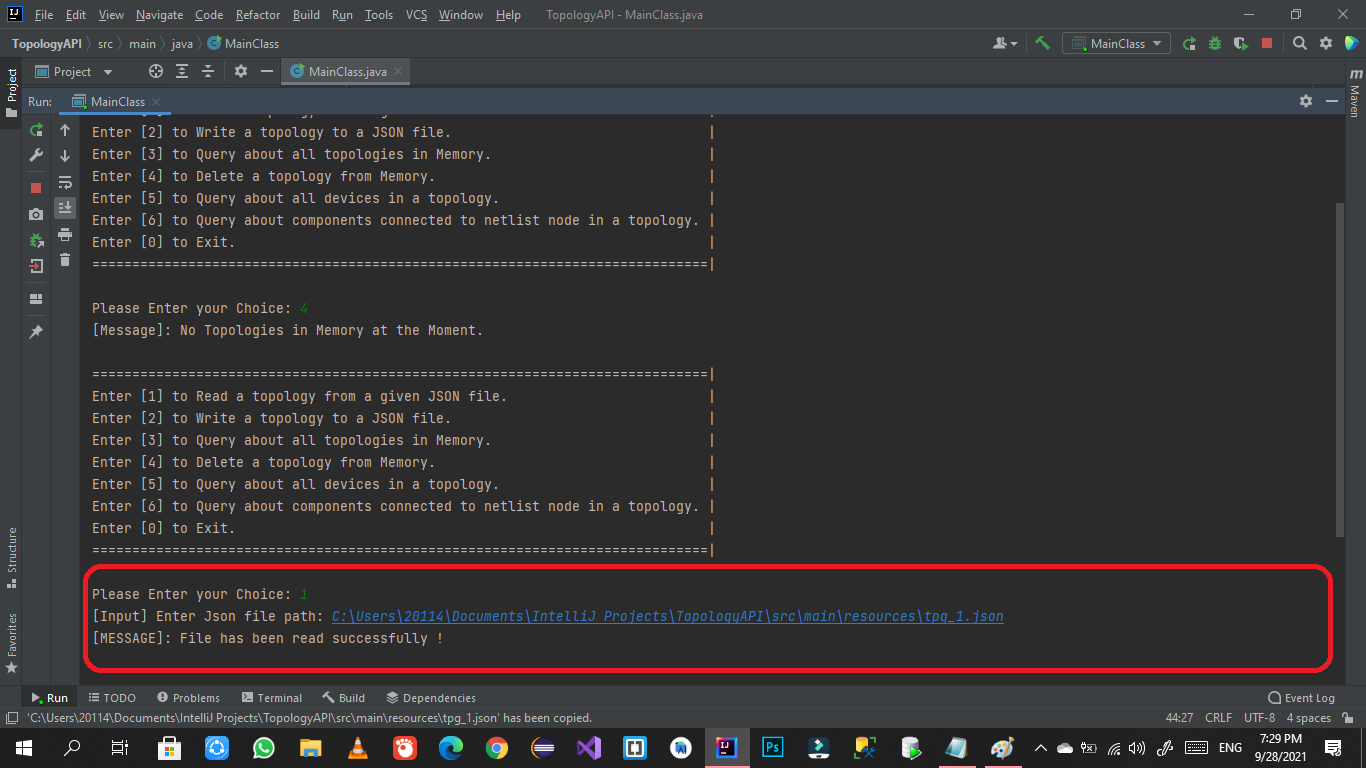 File Edit View Navigate Code Refactor Build Run Tools VCS Window Help TopologyAPI - MainClass.java
TopologyAPI src main java MainClass MainClass
Project MainClass.java
Project
Maven
Run: MainClass
Enter [2] to Write a topology to a JSON file. |
Enter [3] to Query about all topologies in Memory. |
Enter [4] to Delete a topology from Memory. |
Enter [5] to Query about all devices in a topology. |
Enter [6] to Query about components connected to netlist node in a topology. |
Enter [0] to Exit. |
=============================================================================|
Please Enter your Choice: 4
[Message]: No Topologies in Memory at the Moment.
=============================================================================|
Enter [1] to Read a topology from a given JSON file. |
Enter [2] to Write a topology to a JSON file. |
Enter [3] to Query about all topologies in Memory. |
Enter [4] to Delete a topology from Memory. |
Enter [5] to Query about all devices in a topology. |
Enter [6] to Query about components connected to netlist node in a topology. |
Enter [0] to Exit. |
=============================================================================|
Please Enter your Choice: 1
[Input] Enter Json file path: C:\Users\20114\Documents\IntelliJ Projects\TopologyAPI\src\main\resources\tpg_1.json
[MESSAGE]: File has been read successfully !
Structure
Favorites
Run TODO Problems Terminal Build Dependencies Event Log
'C:\Users\20114\Documents\IntelliJ Projects\TopologyAPI\src\main\resources\tpg_1.json' has been copied. 44:27 CRLF UTF-8 4 spaces
ENG 7:29 PM
9/28/2021